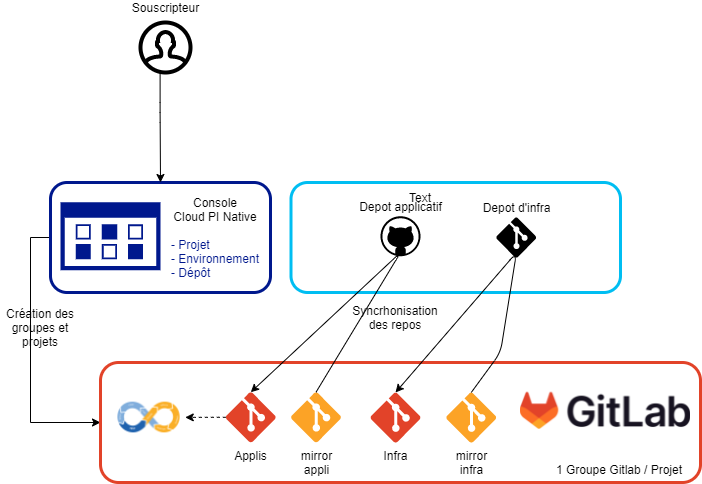 Souscripteur
Console
Cloud PI Native
- Projet
- Environnement
- Dépôt
Text
Depot applicatif
Depot d'infra
Création des
groupes et
projets
Syncrhonisation
des repos
GitLab
Applis
mirror
appli
Infra
mirror
infra
1 Groupe Gitlab / Projet